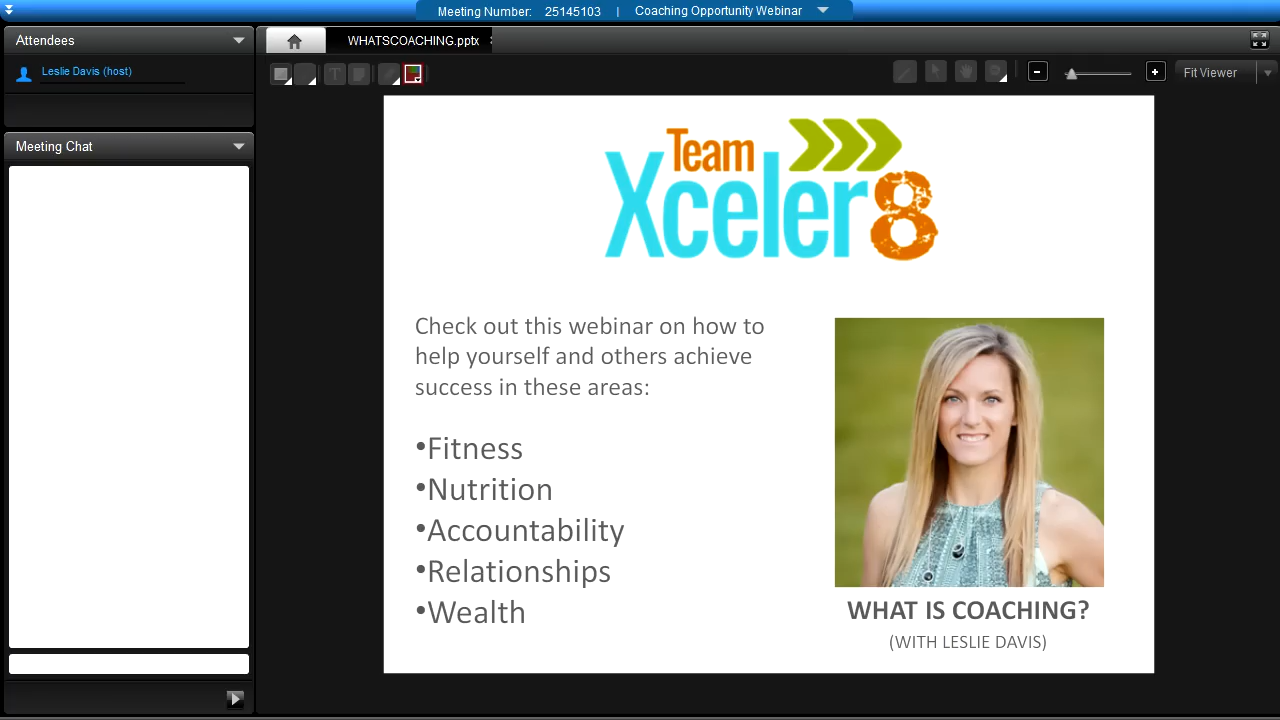 Meeting Number: 25145103 | Coaching Opportunity Webinar
Attendees
Leslie Davis (host)
Meeting Chat
WHATSCOACHING.pptx
T
Fit Viewer
Team
Xceler8
Check out this webinar on how to
help yourself and others achieve
success in these areas:
•Fitness
•Nutrition
•Accountability
•Relationships
•Wealth
WHAT IS COACHING?
(WITH LESLIE DAVIS)